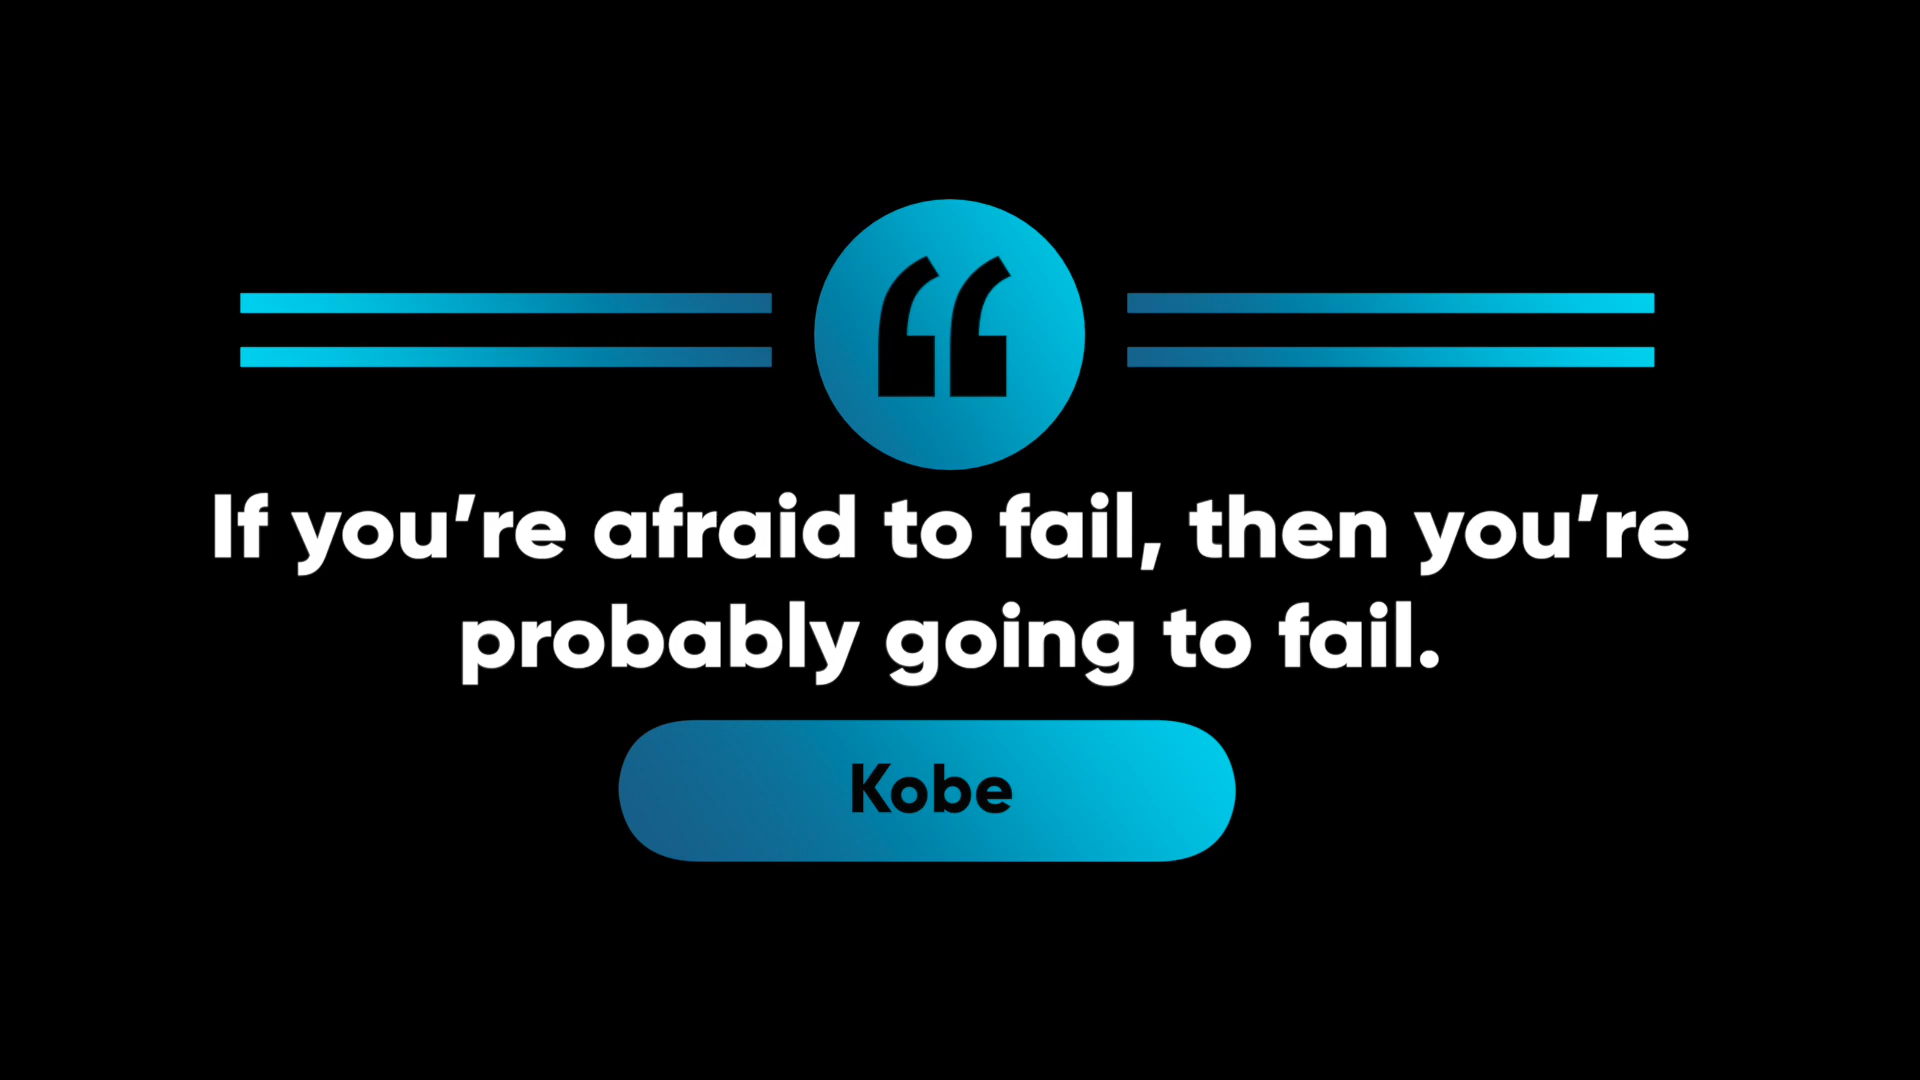 “
If you’re afraid to fail, then you’re
probably going to fail.
Kobe